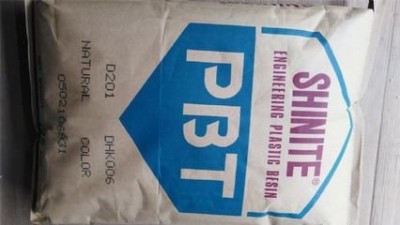 SHINITE®
ENGINEERING PLASTIC RESIN
PBT
D201 DHK006
NATURAL COLOR